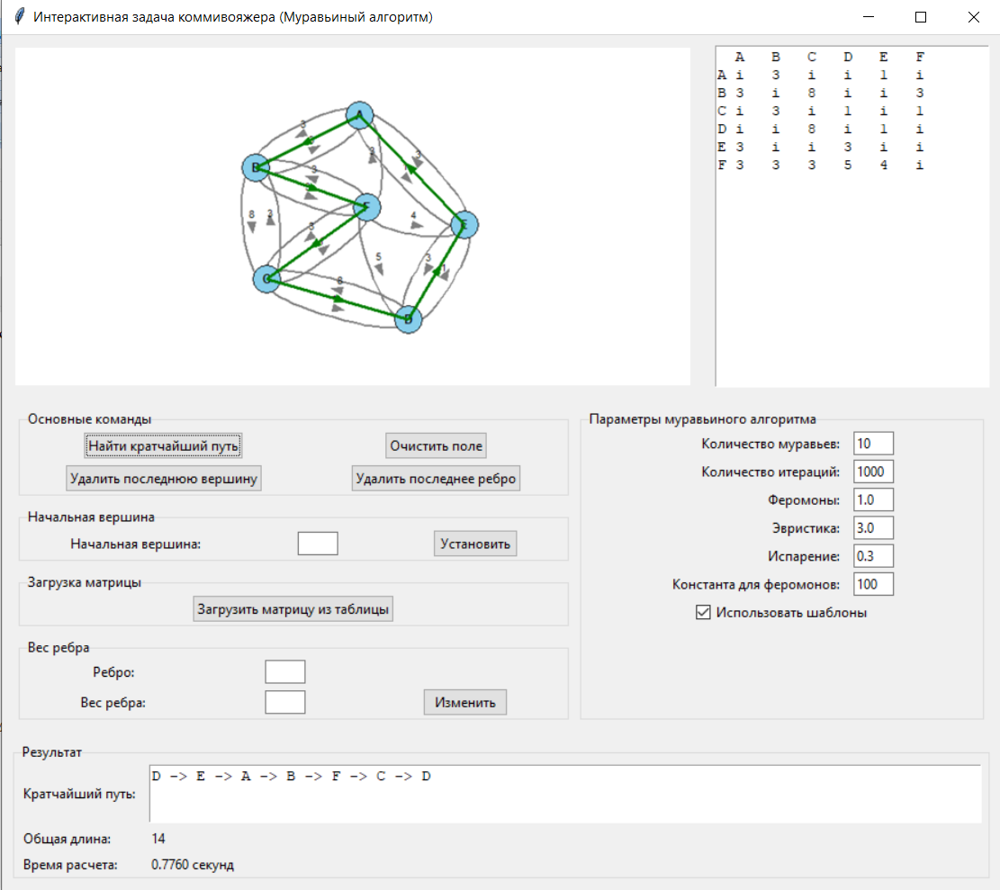 Интерактивная задача коммивояжера (Муравьиный алгоритм)
A B C D E F
A i 3 i i 1 i
B 3 i 8 i i 3
C i 3 i 1 i 1
D i i 8 i 1 i
E 3 i i 3 i i
F 3 3 3 5 4 i
A
3
B
3
3
3
F
8
3
4
E
3
5
3
1
C
8
D
Основные команды
Найти кратчайший путь
Очистить поле
Удалить последнюю вершину
Удалить последнее ребро
Начальная вершина
Начальная вершина:
Установить
Загрузка матрицы
Загрузить матрицу из таблицы
Вес ребра
Ребро:
Вес ребра:
Изменить
Параметры муравьиного алгоритма
Количество муравьев: 10
Количество итераций: 1000
Феромоны: 1.0
Эвристика: 3.0
Испарение: 0.3
Константа для феромонов: 100
Использовать шаблоны
Результат
Кратчайший путь: D -> E -> A -> B -> F -> C -> D
Общая длина: 14
Время расчета: 0.7760 секунд